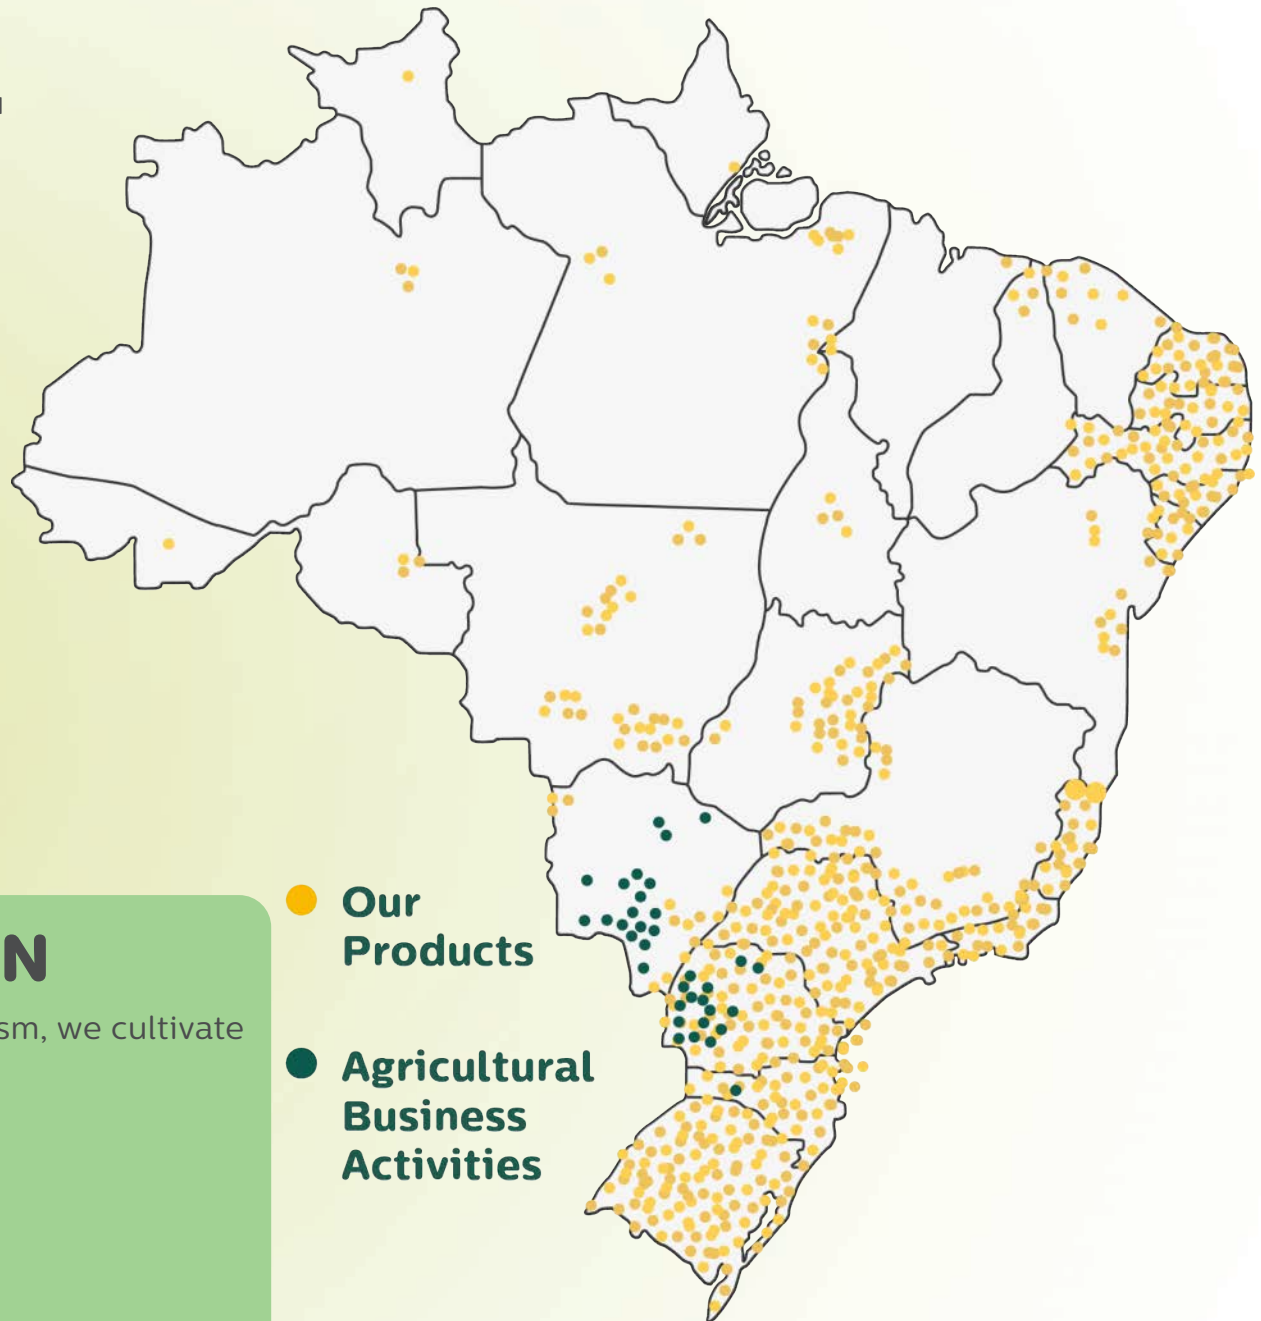 N
sm, we cultivate
Our
Products
Agricultural
Business
Activities